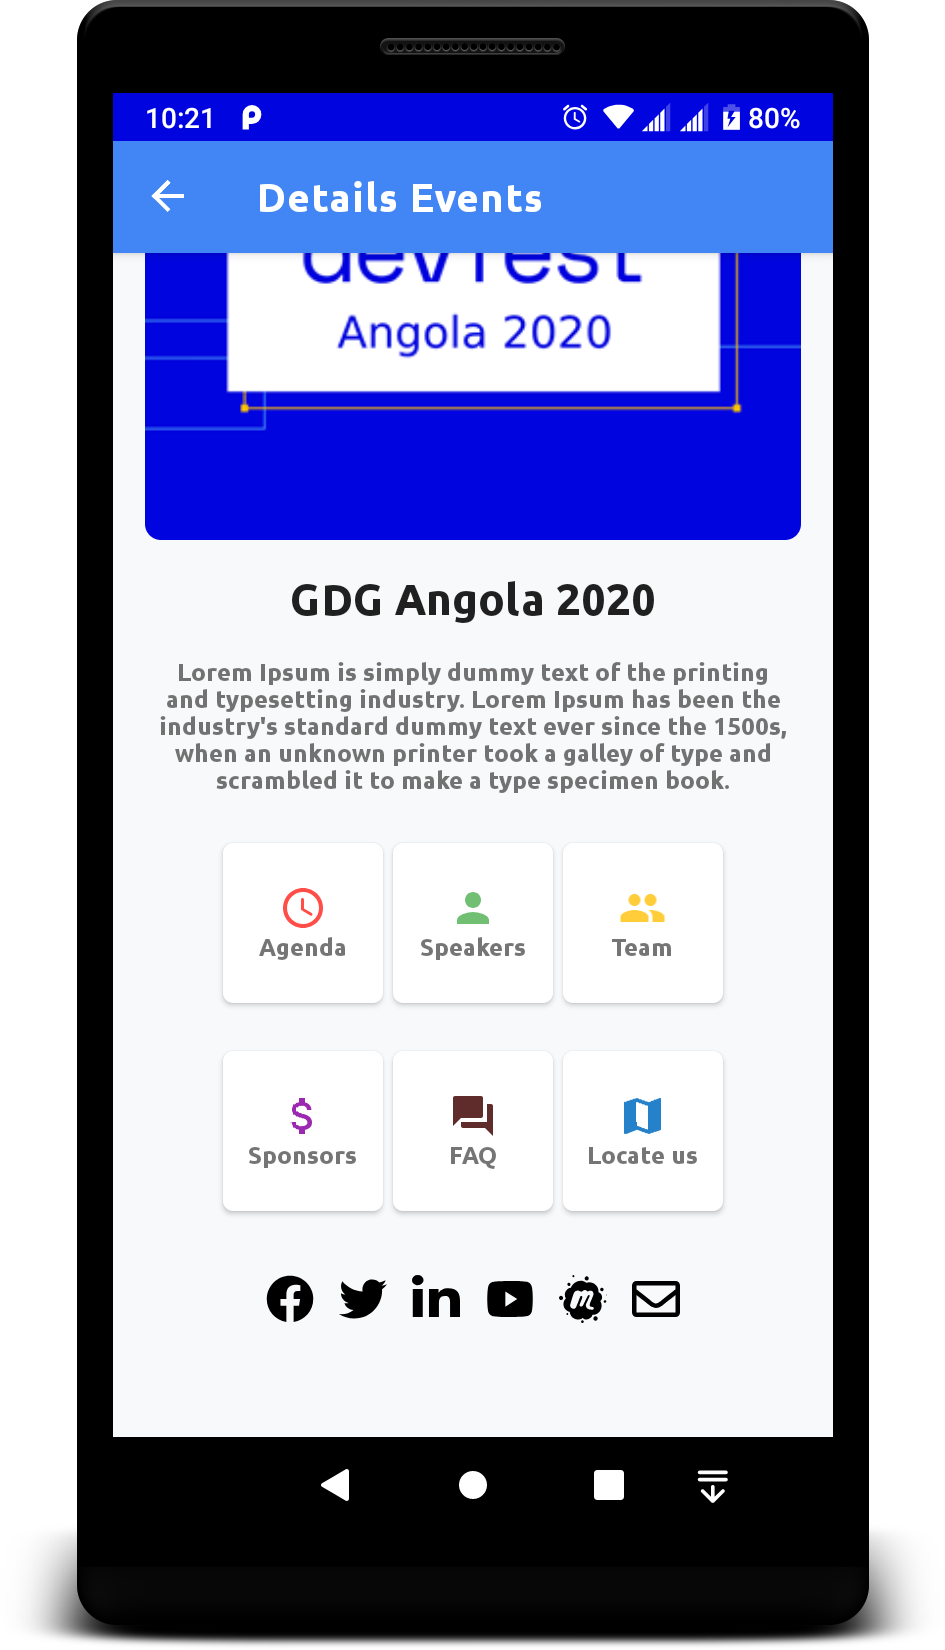 10:21 80%
Details Events
devfest
Angola 2020
GDG Angola 2020
Lorem Ipsum is simply dummy text of the printing
and typesetting industry. Lorem Ipsum has been the
industry's standard dummy text ever since the 1500s,
when an unknown printer took a galley of type and
scrambled it to make a type specimen book.
Agenda Speakers Team
Sponsors FAQ Locate us